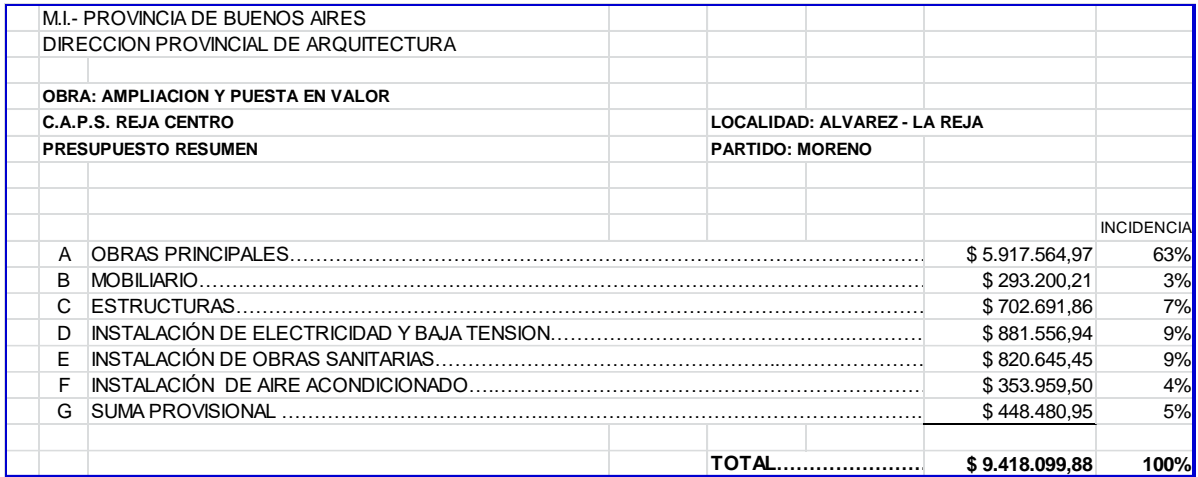 M.I.- PROVINCIA DE BUENOS AIRES
DIRECCION PROVINCIAL DE ARQUITECTURA
OBRA: AMPLIACION Y PUESTA EN VALOR
C.A.P.S. REJA CENTRO LOCALIDAD: ALVAREZ - LA REJA
PRESUPUESTO RESUMEN PARTIDO: MORENO
INCIDENCIA
A OBRAS PRINCIPALES.......... $ 5.917.564,97 63%
B MOBILIARIO.......... $ 293.200,21 3%
C ESTRUCTURAS.......... $ 702.691,86 7%
D INSTALACIÓN DE ELECTRICIDAD Y BAJA TENSION.......... $ 881.556,94 9%
E INSTALACIÓN DE OBRAS SANITARIAS.......... $ 820.645,45 9%
F INSTALACIÓN DE AIRE ACONDICIONADO.......... $ 353.959,50 4%
G SUMA PROVISIONAL .......... $ 448.480,95 5%
TOTAL.......... $ 9.418.099,88 100%